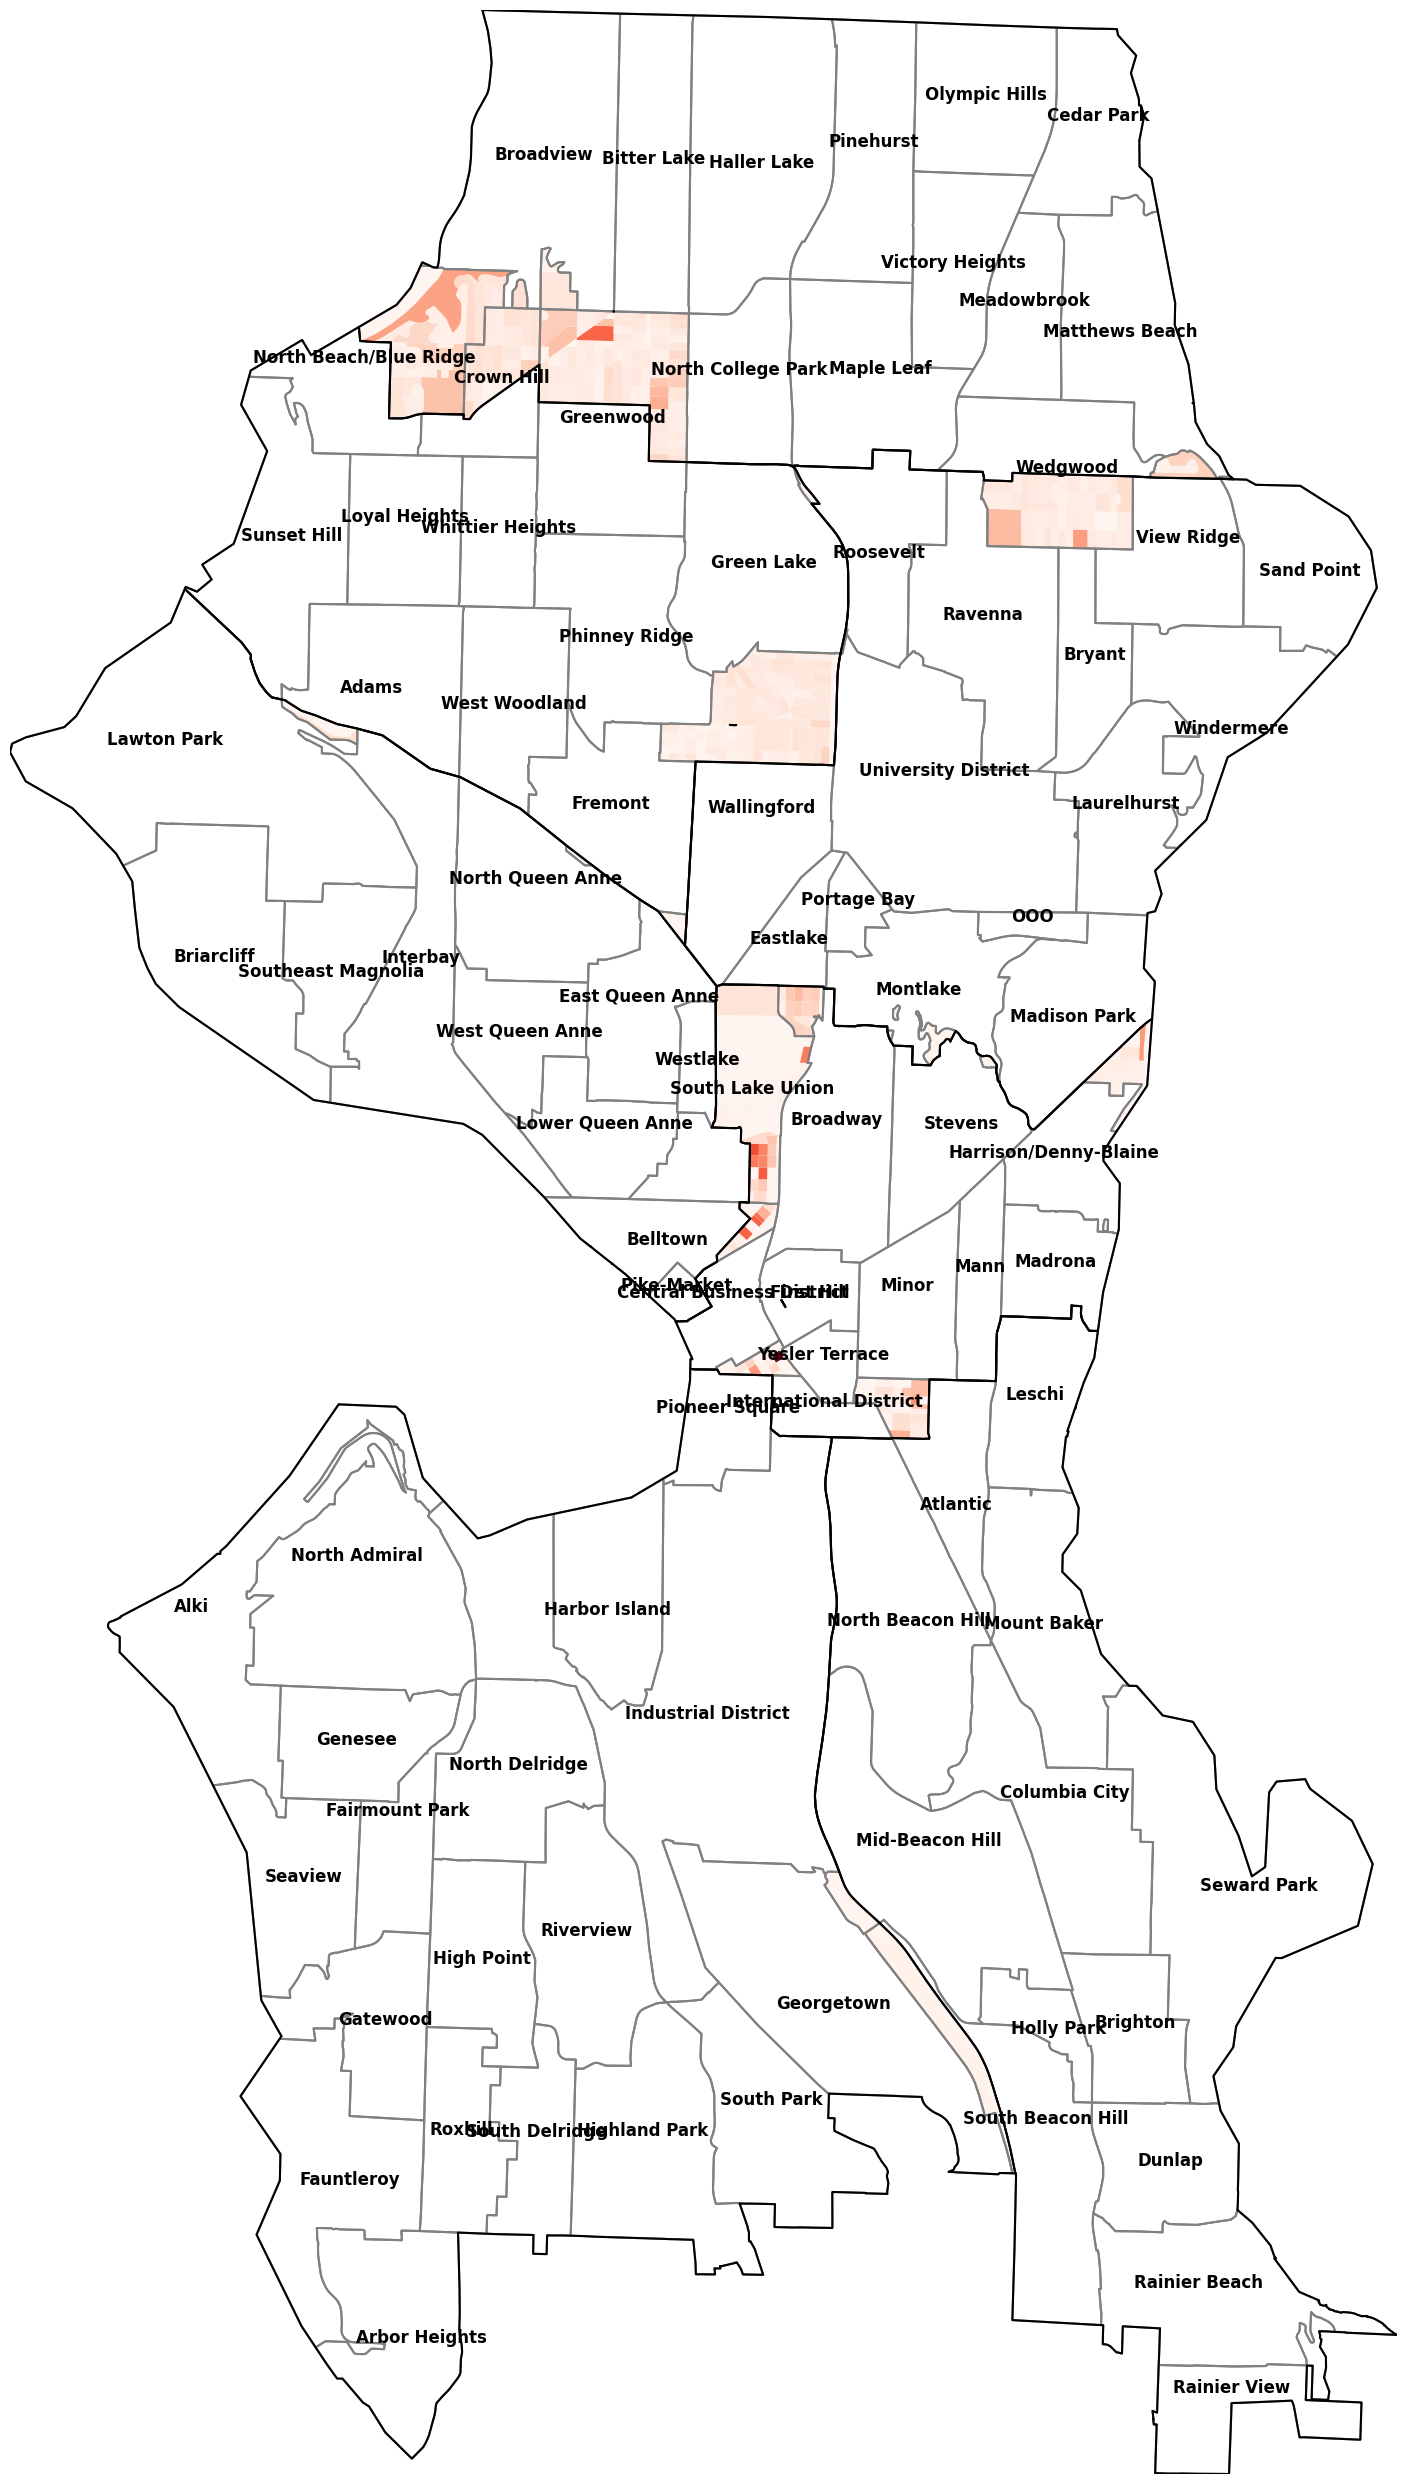 Olympic Hills
Cedar Park
Pinehurst
Broadview
Bitter Lake
Haller Lake
Victory Heights
Meadowbrook
Matthews Beach
North Beach/Blue Ridge
Crown Hill
North College Park
Maple Leaf
Greenwood
Wedgwood
Loyal Heights
Whittier Heights
Sunset Hill
View Ridge
Roosevelt
Green Lake
Sand Point
Ravenna
Phinney Ridge
Bryant
Adams
West Woodland
Windermere
Lawton Park
University District
Fremont
Wallingford
Laurelhurst
North Queen Anne
Portage Bay
OOO
Eastlake
Briarcliff
Interbay
Southeast Magnolia
East Queen Anne
Montlake
Madison Park
West Queen Anne
Westlake
South Lake Union
Lower Queen Anne
Broadway
Stevens
Harrison/Denny-Blaine
Belltown
Madrona
Mann
Pike-Market
Minor
Central Business District
First Hill
Yesler Terrace
Leschi
International District
Pioneer Square
Atlantic
North Admiral
Alki
Harbor Island
North Beacon Hill
Mount Baker
Industrial District
Genesee
North Delridge
Columbia City
Fairmount Park
Mid-Beacon Hill
Seaview
Seward Park
Riverview
High Point
Georgetown
Gatewood
Holly Park
Brighton
South Park
South Beacon Hill
Roxhill
South Delridge
Highland Park
Dunlap
Fauntleroy
Rainier Beach
Arbor Heights
Rainier View